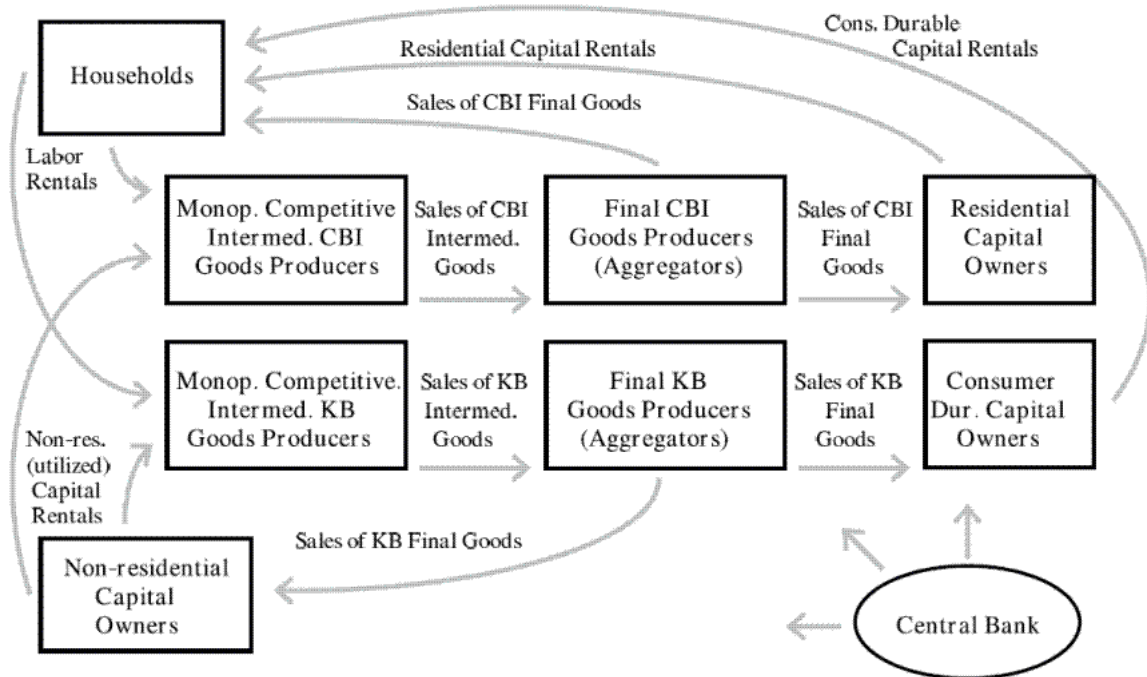 Cons. Durable
Capital Rentals
Residential Capital Rentals
Households
Sales of CBI Final Goods
Labor
Rentals
Monop. Competitive
Intermed. CBI
Goods Producers
Sales of CBI
Intermed.
Goods
Final CBI
Goods Producers
(Aggregators)
Sales of CBI
Final
Goods
Residential
Capital
Owners
Monop. Competitive.
Intermed. KB
Goods Producers
Sales of KB
Intermed.
Goods
Final KB
Goods Producers
(Aggregators)
Sales of KB
Final
Goods
Consumer
Dur. Capital
Owners
Non-res.
(utilized)
Capital
Rentals
Sales of KB Final Goods
Non-residential
Capital
Owners
Central Bank